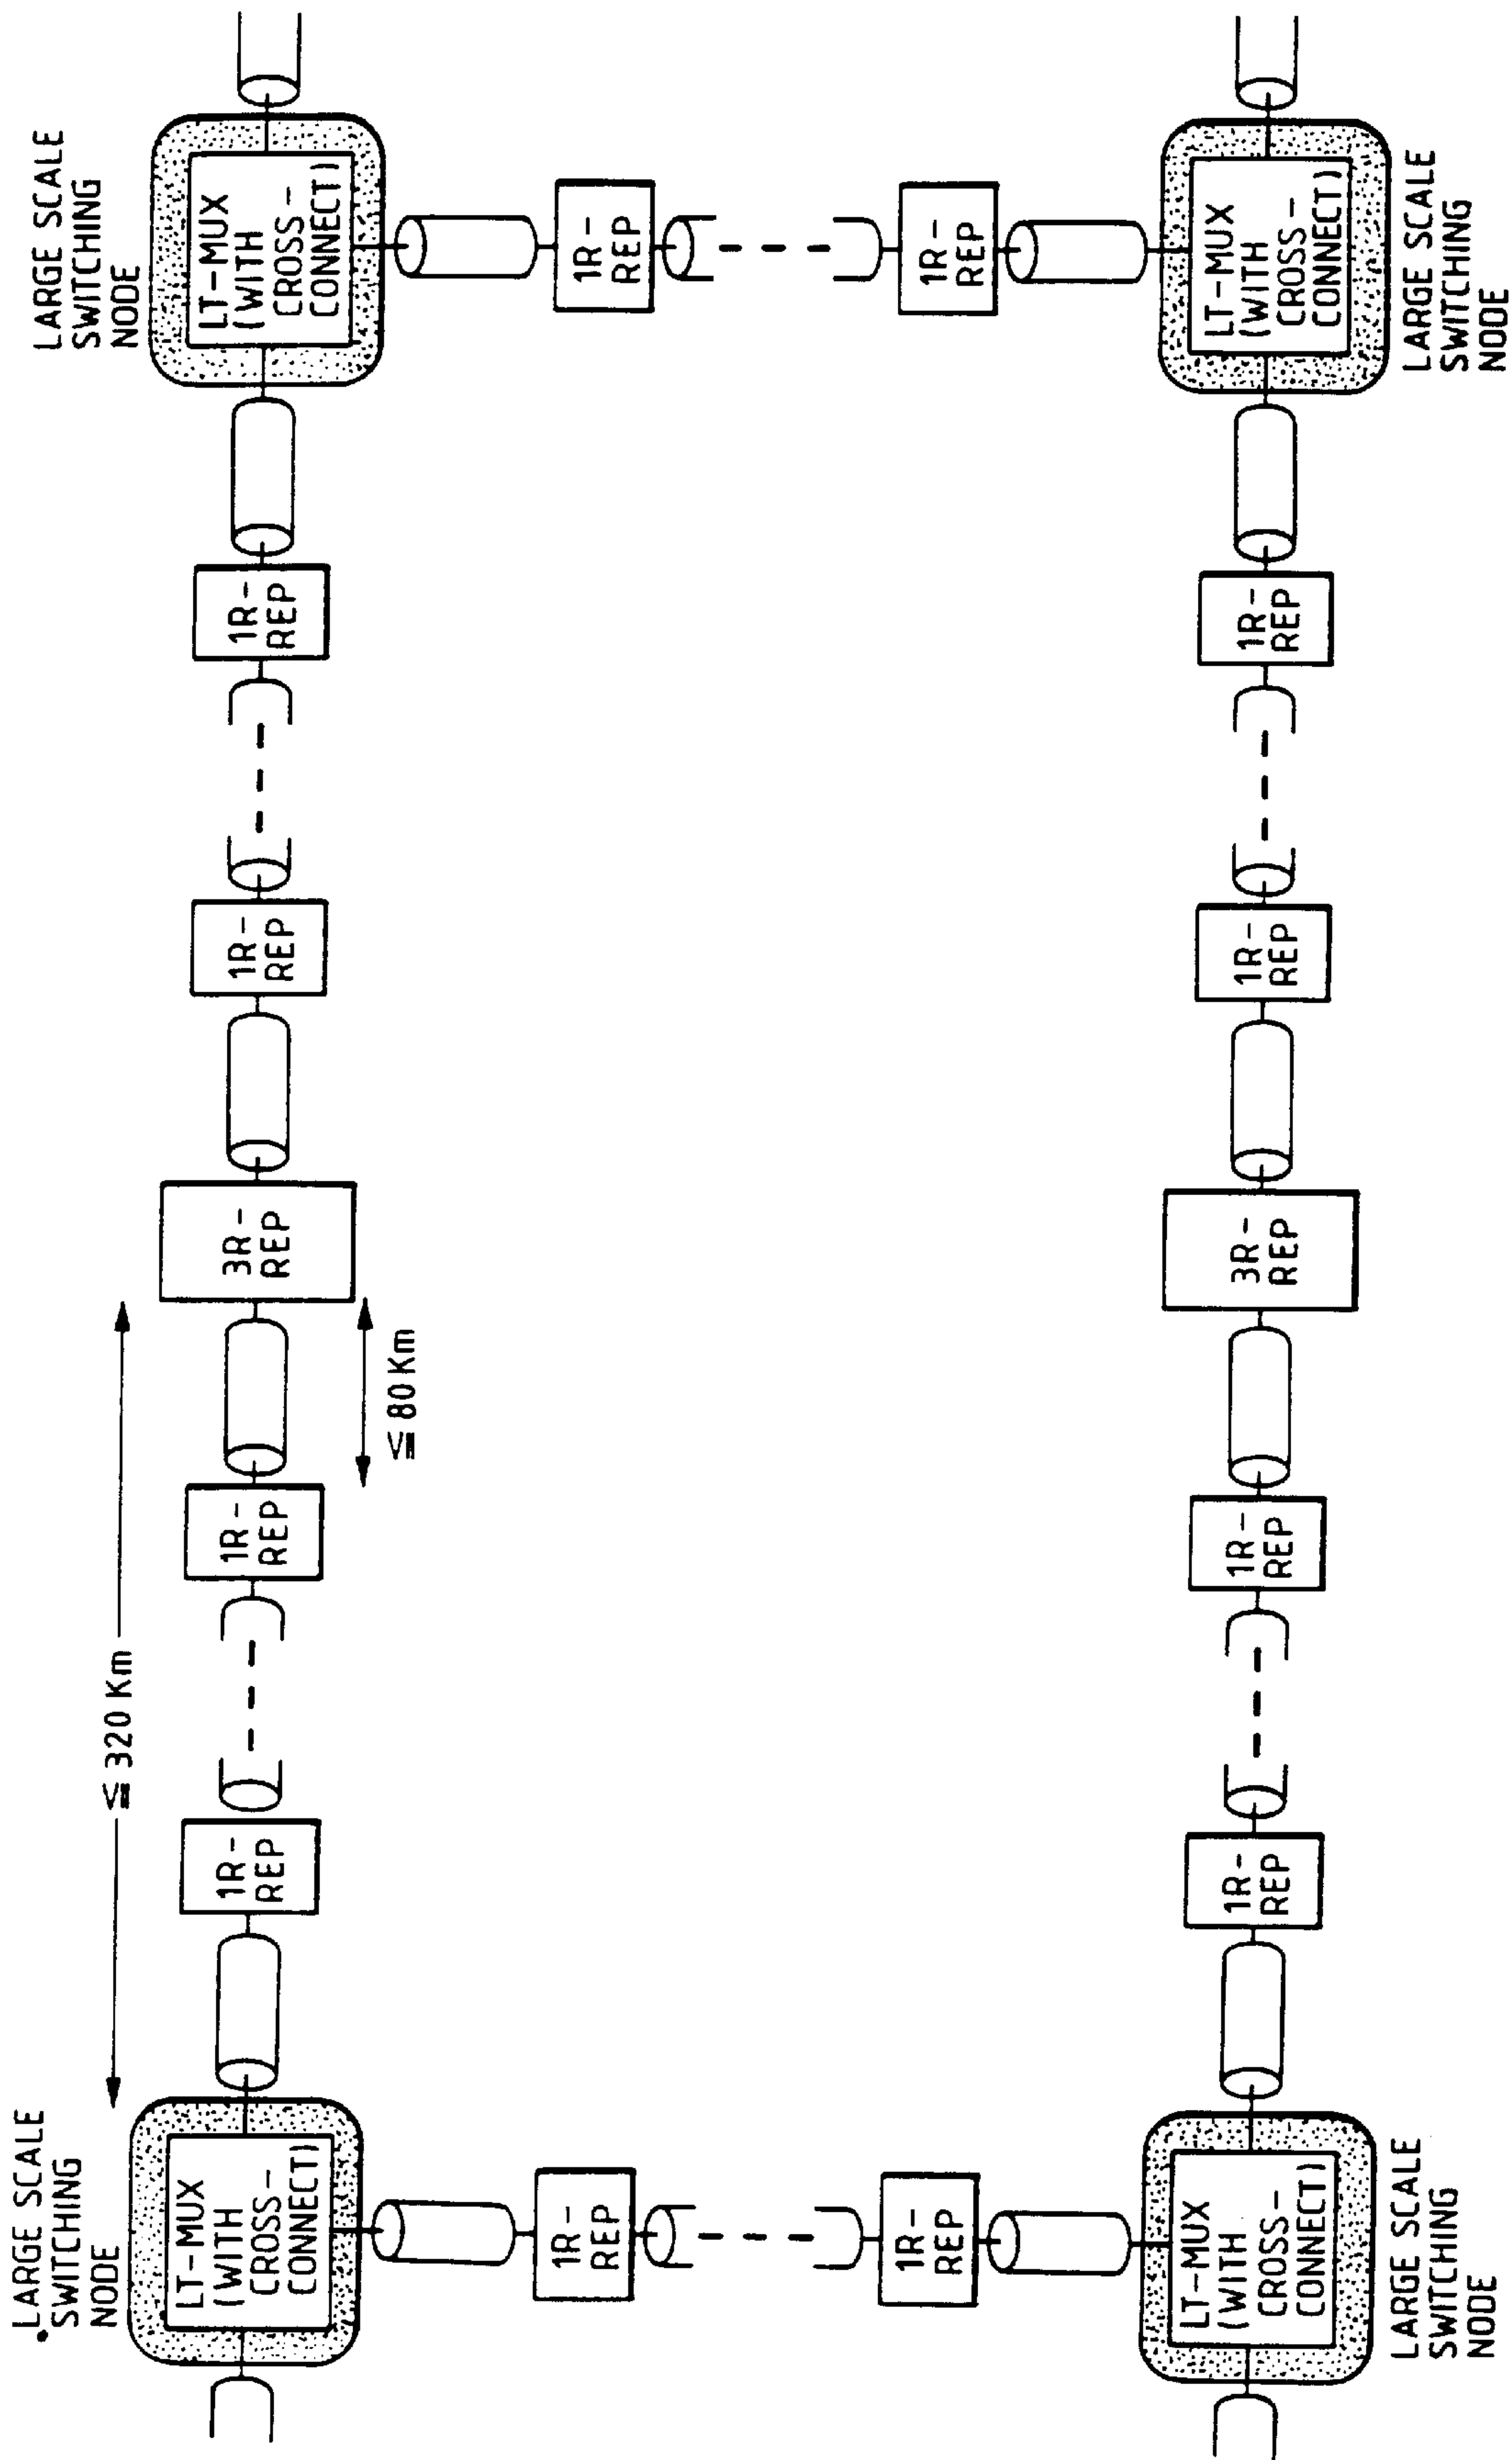 LARGE SCALE
SWITCHING
NODE
LARGE SCALE
SWITCHING
NODE
≦ 320 Km
LT-MUX
(WITH
CROSS-
CONNECT)
1R-
REP
1R-
REP
3R-
REP
1R-
REP
1R-
REP
LT-MUX
(WITH
CROSS-
CONNECT)
≦ 80 Km
1R-
REP
1R-
REP
1R-
REP
1R-
REP
LT-MUX
(WITH
CROSS-
CONNECT)
1R-
REP
1R-
REP
3R-
REP
1R-
REP
1R-
REP
LT-MUX
(WITH
CROSS-
CONNECT)
LARGE SCALE
SWITCHING
NODE
LARGE SCALE
SWITCHING
NODE